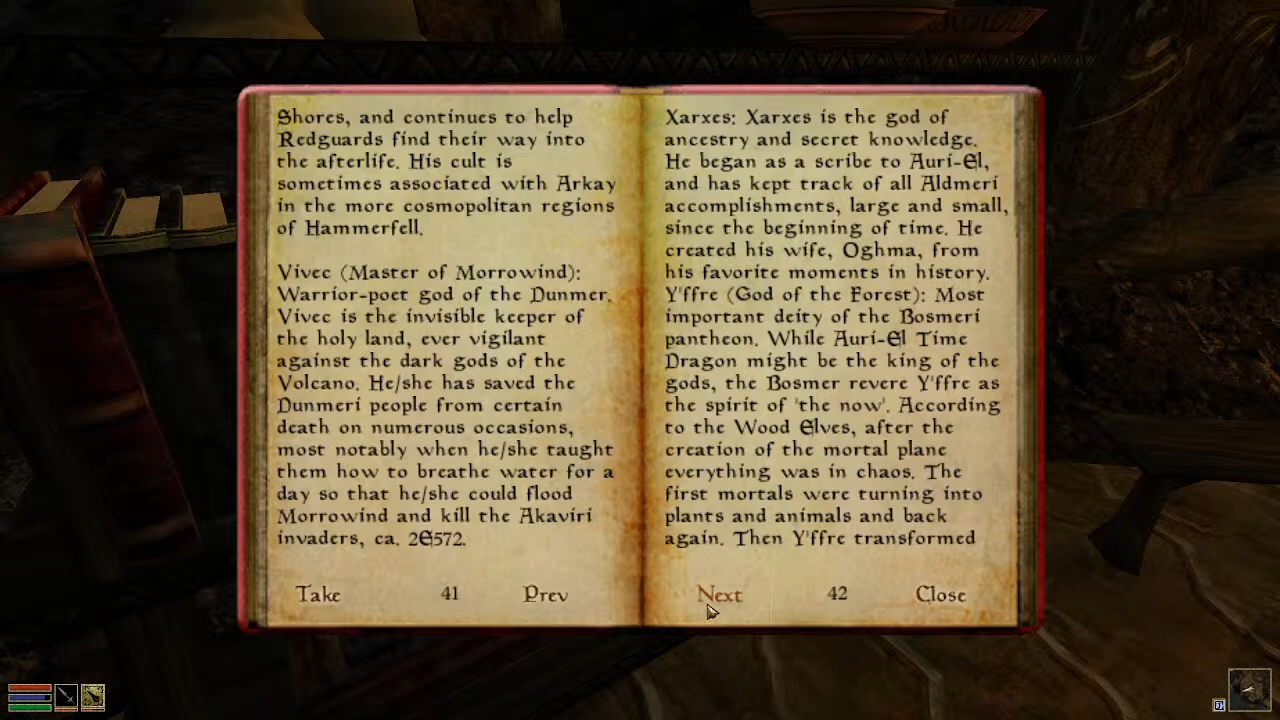 Shores, and continues to help
Redguards find their way into
the afterlife. His cult is
sometimes associated with Arkay
in the more cosmopolitan regions
of Hammerfell.
Vivec (Master of Morrowind):
Warrior-poet god of the Dunmer.
Vivec is the invisible keeper of
the holy land, ever vigilant
against the dark gods of the
Volcano. He/she has saved the
Dunmeri people from certain
death on numerous occasions,
most notably when he/she taught
them how to breathe water for a
day so that he/she could flood
Morrowind and kill the Akaviri
invaders, ca. 2E572.
Take 41 Prev
Xarxes: Xarxes is the god of
ancestry and secret knowledge.
He began as a scribe to Auri-El,
and has kept track of all Aldmeri
accomplishments, large and small,
since the beginning of time. He
created his wife, Oghma, from
his favorite moments in history.
Y'ffre (God of the Forest): Most
important deity of the Bosmeri
pantheon. While Auri-El Time
Dragon might be the king of the
gods, the Bosmer revere Y'ffre as
the spirit of 'the now'. According
to the Wood Elves, after the
creation of the mortal plane
everything was in chaos. The
first mortals were turning into
plants and animals and back
again. Then Y'ffre transformed
Next 42 Close